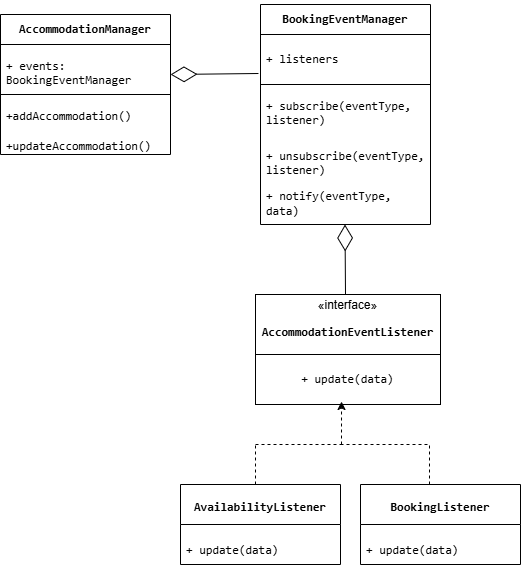 AccommodationManager
+ events:
BookingEventManager
+addAccommodation()
+updateAccommodation()
BookingEventManager
+ listeners
+ subscribe(eventType,
listener)
+ unsubscribe(eventType,
listener)
+ notify(eventType,
data)
«interface»
AccommodationEventListener
+ update(data)
AvailabilityListener
+ update(data)
BookingListener
+ update(data)